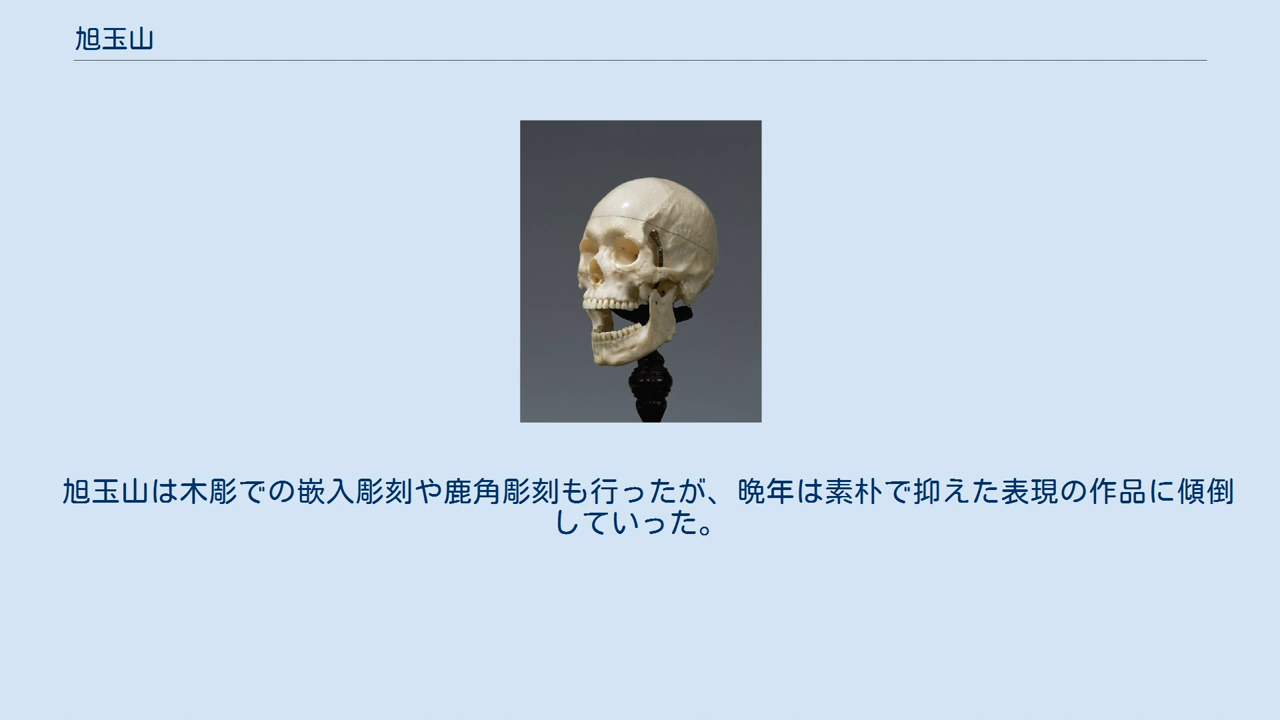 旭玉山
旭玉山は木彫での嵌入彫刻や鹿角彫刻も行ったが、晩年は素朴で抑えた表現の作品に傾倒
していった。